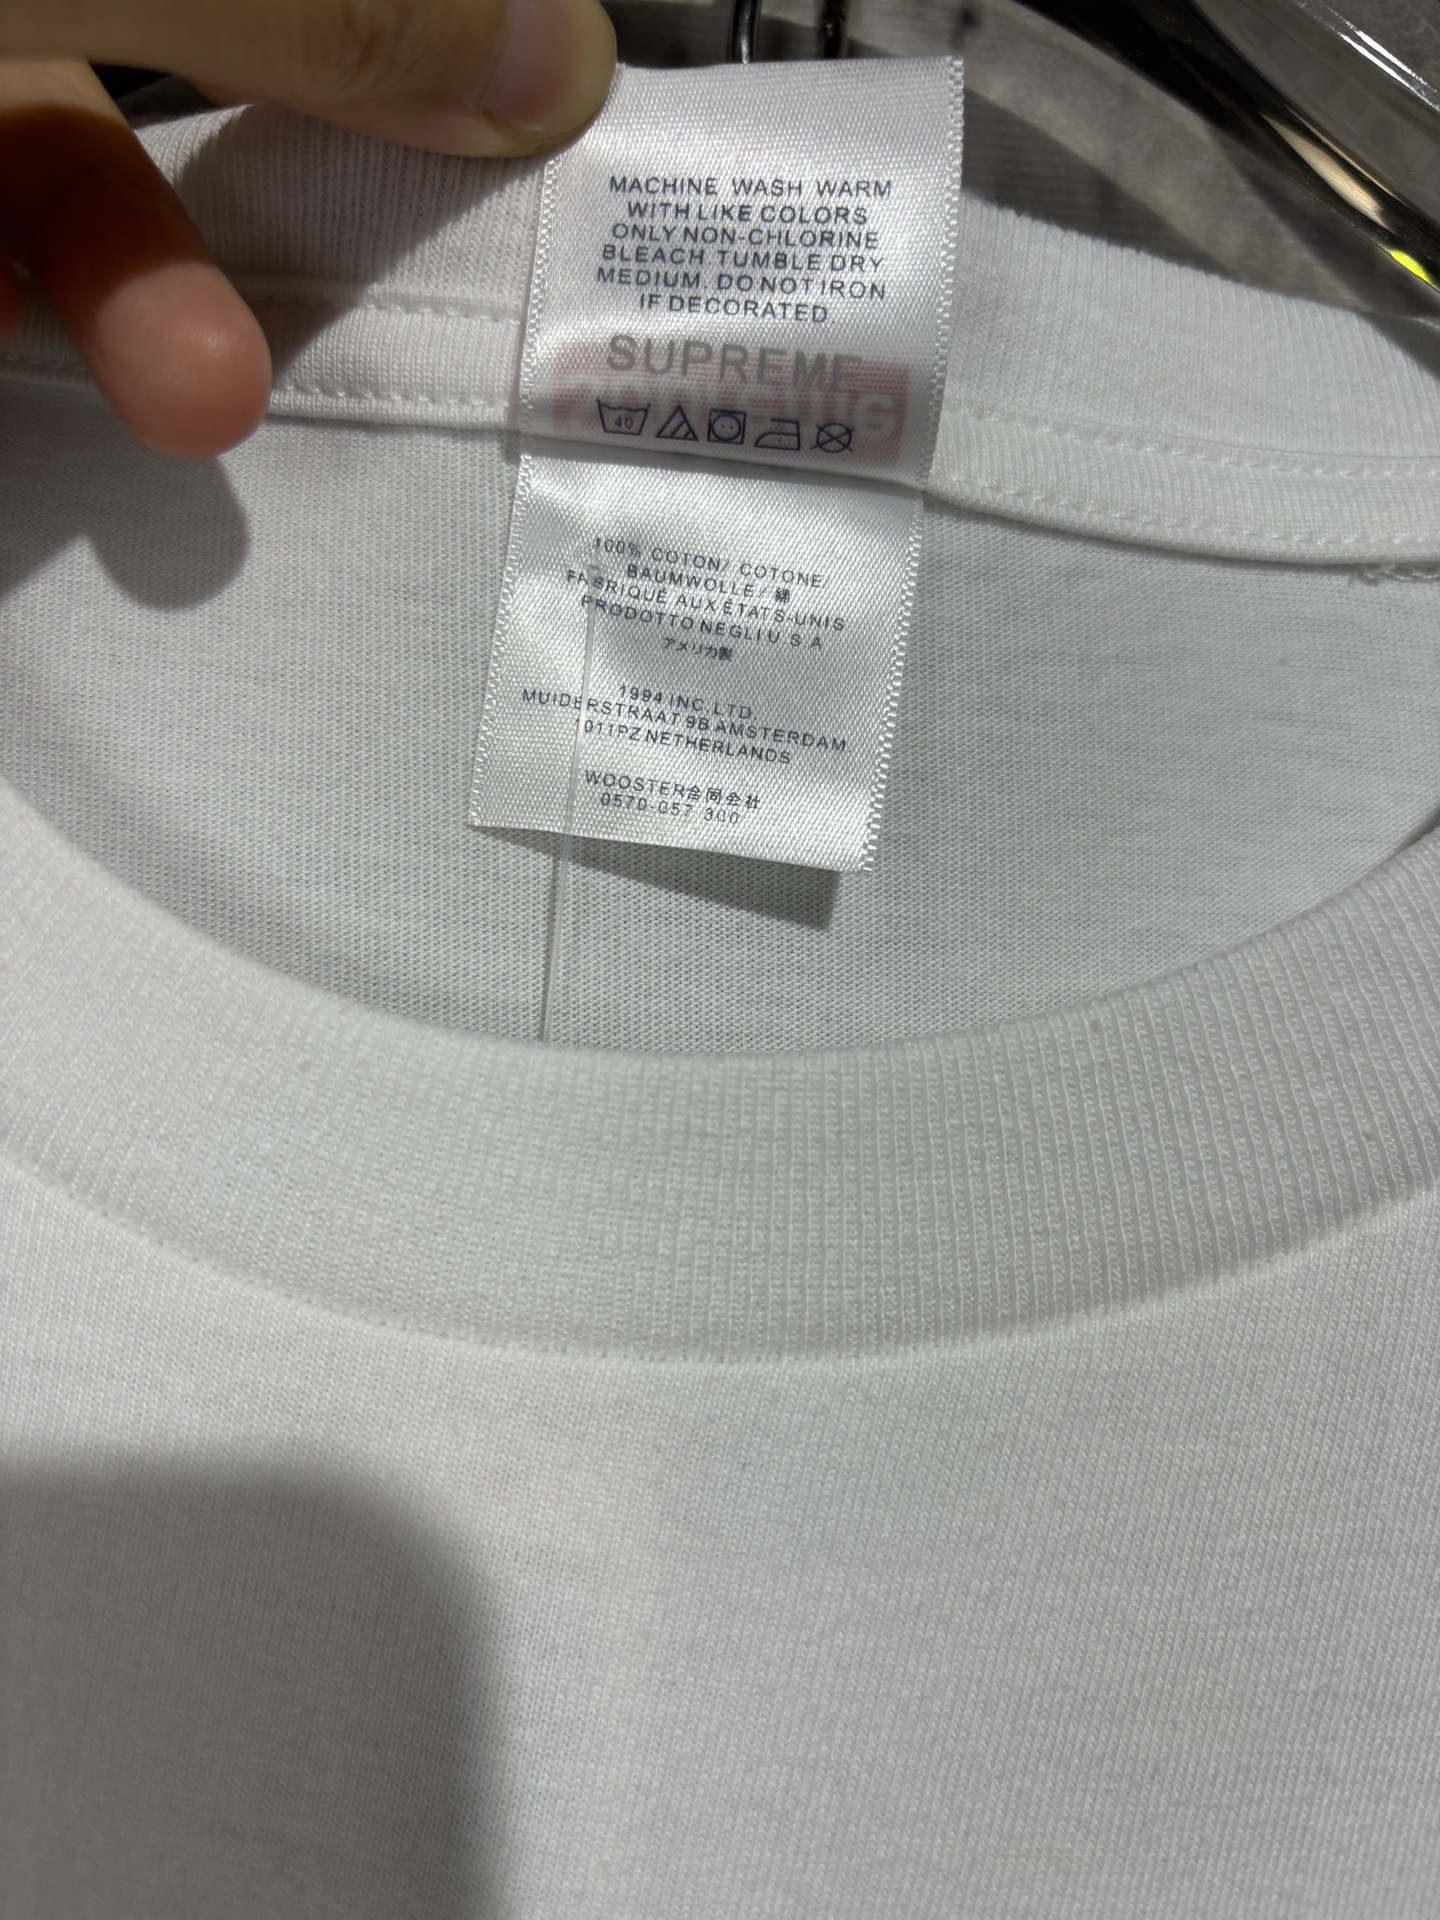 MACHINE WASH WARM
WITH LIKE COLORS
ONLY NON-CHLORINE
BLEACH TUMBLE DRY
MEDIUM. DO NOT IRON
IF DECORATED.
SUPREME
40
100% COTON/ COTONE/
BAUMWOLLE/ 綿
FABRIQUÉ AUX ÉTATS-UNIS
PRODOTTO NEGLI U.S.A
アメリカ製
1994 INC. LTD.
MUIDERSTRAAT 9B AMSTERDAM
1011PZ NETHERLANDS
WOOSTER合同会社
0570-057 300